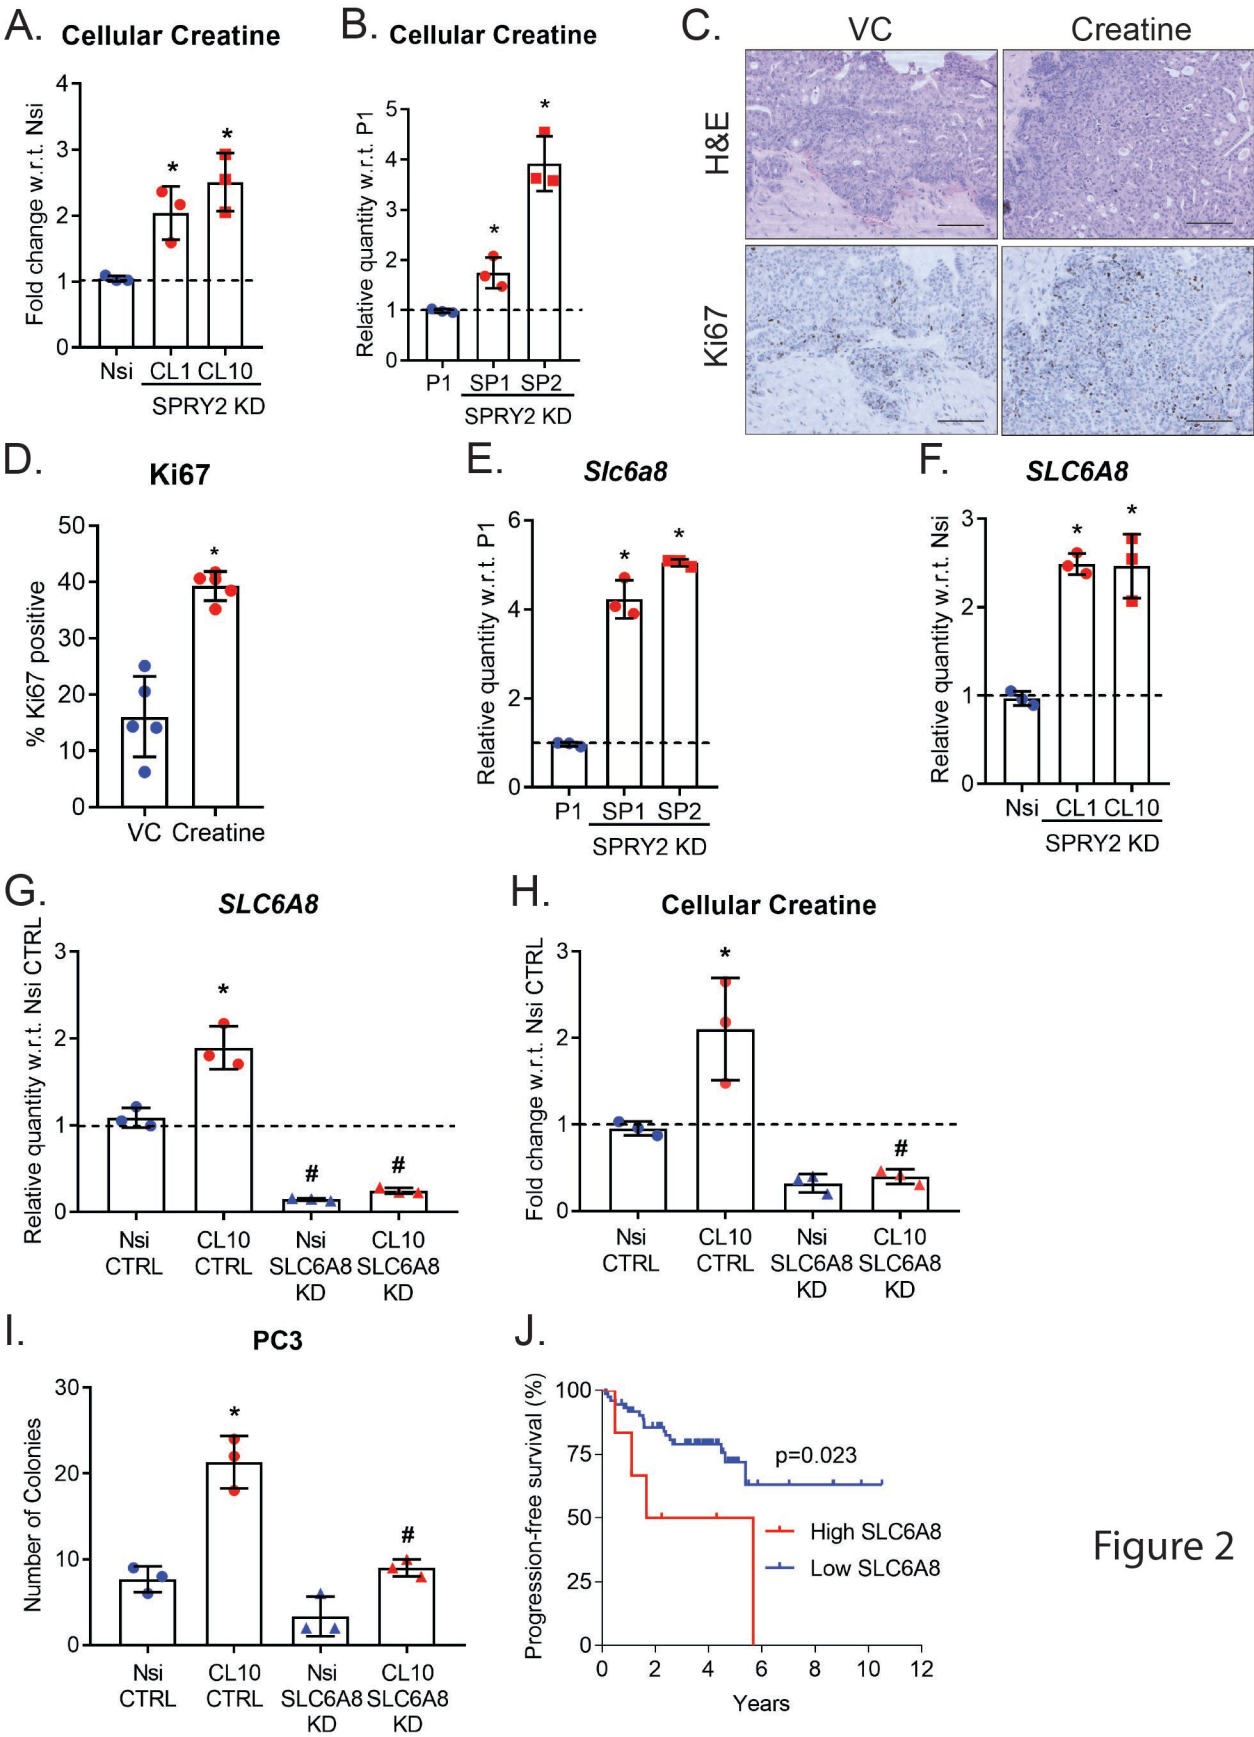 A. Cellular Creatine
Fold change w.r.t. Nsi
4
3
2
1
0
*
*
Nsi CL1 CL10
SPRY2 KD
B. Cellular Creatine
Relative quantity w.r.t. P1
5
4
3
2
1
0
*
*
P1 SP1 SP2
SPRY2 KD
C. VC Creatine
H&E
Ki67
D. Ki67
% Ki67 positive
50
40
30
20
10
0
*
VC Creatine
E. Slc6a8
Relative quantity w.r.t. P1
6
4
2
0
*
*
P1 SP1 SP2
SPRY2 KD
F. SLC6A8
Relative quantity w.r.t. Nsi
3
2
1
0
*
*
Nsi CL1 CL10
SPRY2 KD
G. SLC6A8
Relative quantity w.r.t. Nsi CTRL
3
2
1
0
*
#
#
Nsi CL10 Nsi CL10
CTRL CTRL SLC6A8 SLC6A8
KD KD
H. Cellular Creatine
Fold change w.r.t. Nsi CTRL
3
2
1
0
*
#
Nsi CL10 Nsi CL10
CTRL CTRL SLC6A8 SLC6A8
KD KD
I. PC3
Number of Colonies
30
20
10
0
*
#
Nsi CL10 Nsi CL10
CTRL CTRL SLC6A8 SLC6A8
KD KD
J.
Progression-free survival (%)
100
75
50
25
0
p=0.023
High SLC6A8
Low SLC6A8
0 2 4 6 8 10 12
Years
Figure 2